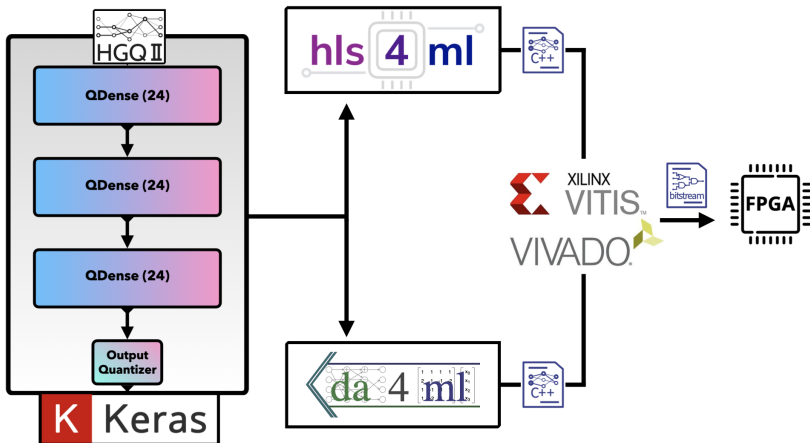 HGQ II
QDense (24)
QDense (24)
QDense (24)
Output
Quantizer
K Keras
hls 4 ml
C++
da 4 ml
C++
XILINX
VITIS™
VIVADO.
bitstream
FPGA